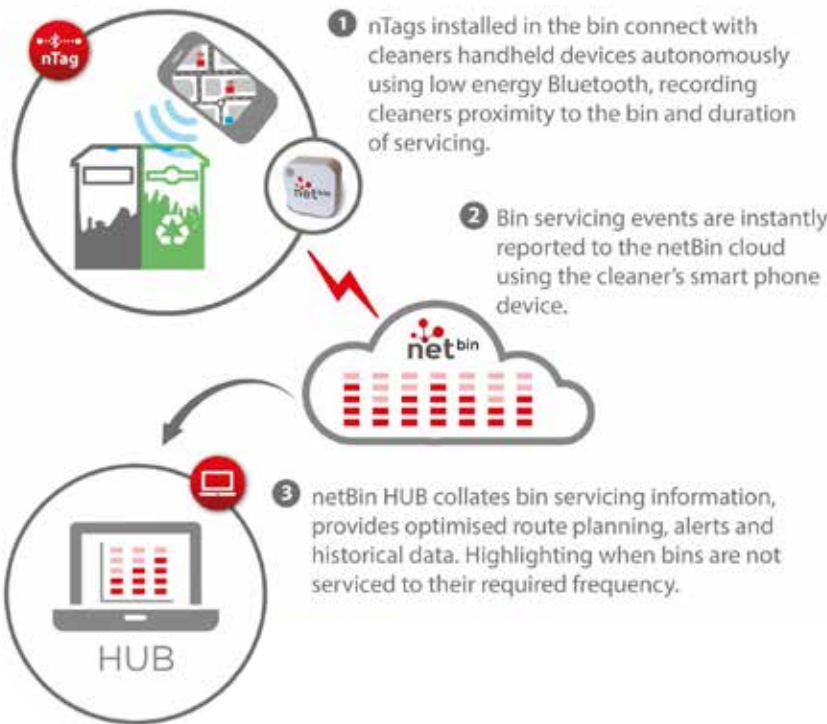 nTag
1 nTags installed in the bin connect with
cleaners handheld devices autonomously
using low energy Bluetooth, recording
cleaners proximity to the bin and duration
of servicing.
net bin
2 Bin servicing events are instantly
reported to the netBin cloud
using the cleaner's smart phone
device.
net bin
3 netBin HUB collates bin servicing information,
provides optimised route planning, alerts and
historical data. Highlighting when bins are not
serviced to their required frequency.
HUB